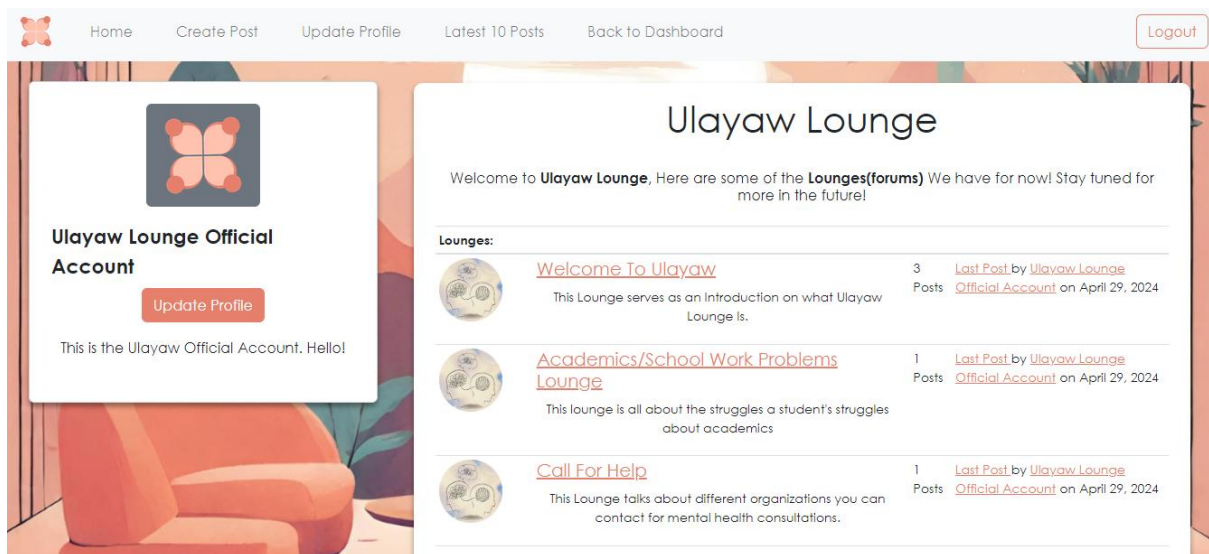 Home Create Post Update Profile Latest 10 Posts Back to Dashboard Logout
Ulayaw Lounge Official
Account
Update Profile
This is the Ulayaw Official Account. Hello!
Ulayaw Lounge
Welcome to Ulayaw Lounge, Here are some of the Lounges(forums) We have for now! Stay tuned for
more in the future!
Lounges:
Welcome To Ulayaw
This Lounge serves as an Introduction on what Ulayaw
Lounge Is.
3
Posts
Last Post by Ulayaw Lounge
Official Account on April 29, 2024
Academics/School Work Problems
Lounge
This lounge is all about the struggles a student's struggles
about academics
1
Posts
Last Post by Ulayaw Lounge
Official Account on April 29, 2024
Call For Help
This Lounge talks about different organizations you can
contact for mental health consultations.
1
Posts
Last Post by Ulayaw Lounge
Official Account on April 29, 2024